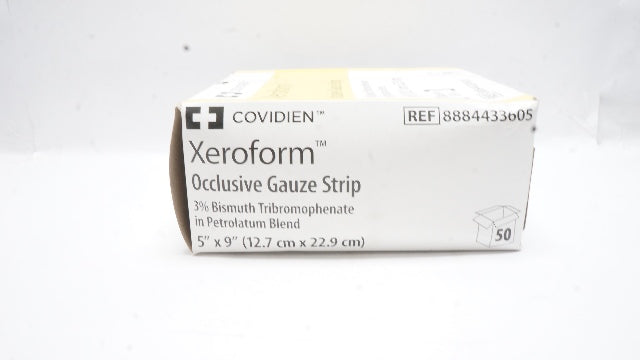 COVIDIEN™
REF 8884433605
Xeroform™
Occlusive Gauze Strip
3% Bismuth Tribromophenate
in Petrolatum Blend
5" x 9" (12.7 cm x 22.9 cm)
50